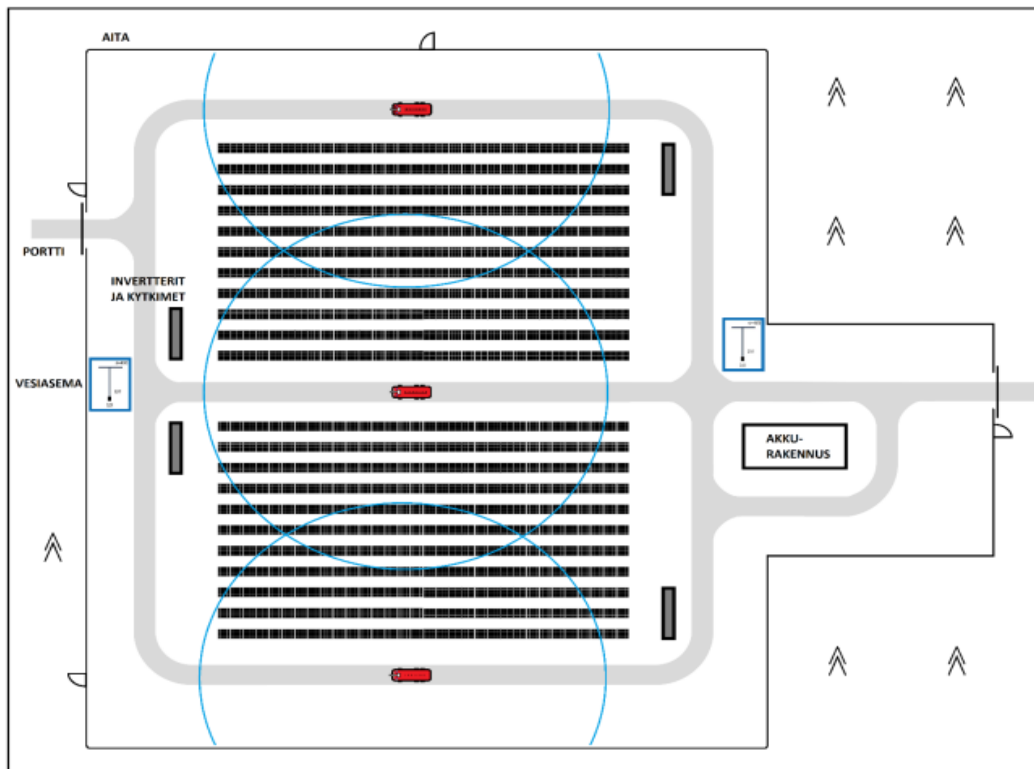 AITA
PORTTI
INVERTTERIT
JA KYTKIMET
VESIASEMA
AKKU-
RAKENNUS